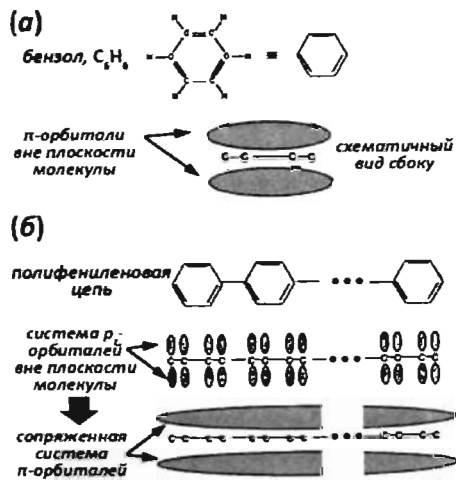 (а)
бензол, C6H6
≡
π-орбитали
вне плоскости
молекулы
C–C C–C
схематичный
вид сбоку
(б)
полифениленовая
цепь
система pz-
орбиталей
вне плоскости
молекулы
сопряженная
система
π-орбиталей